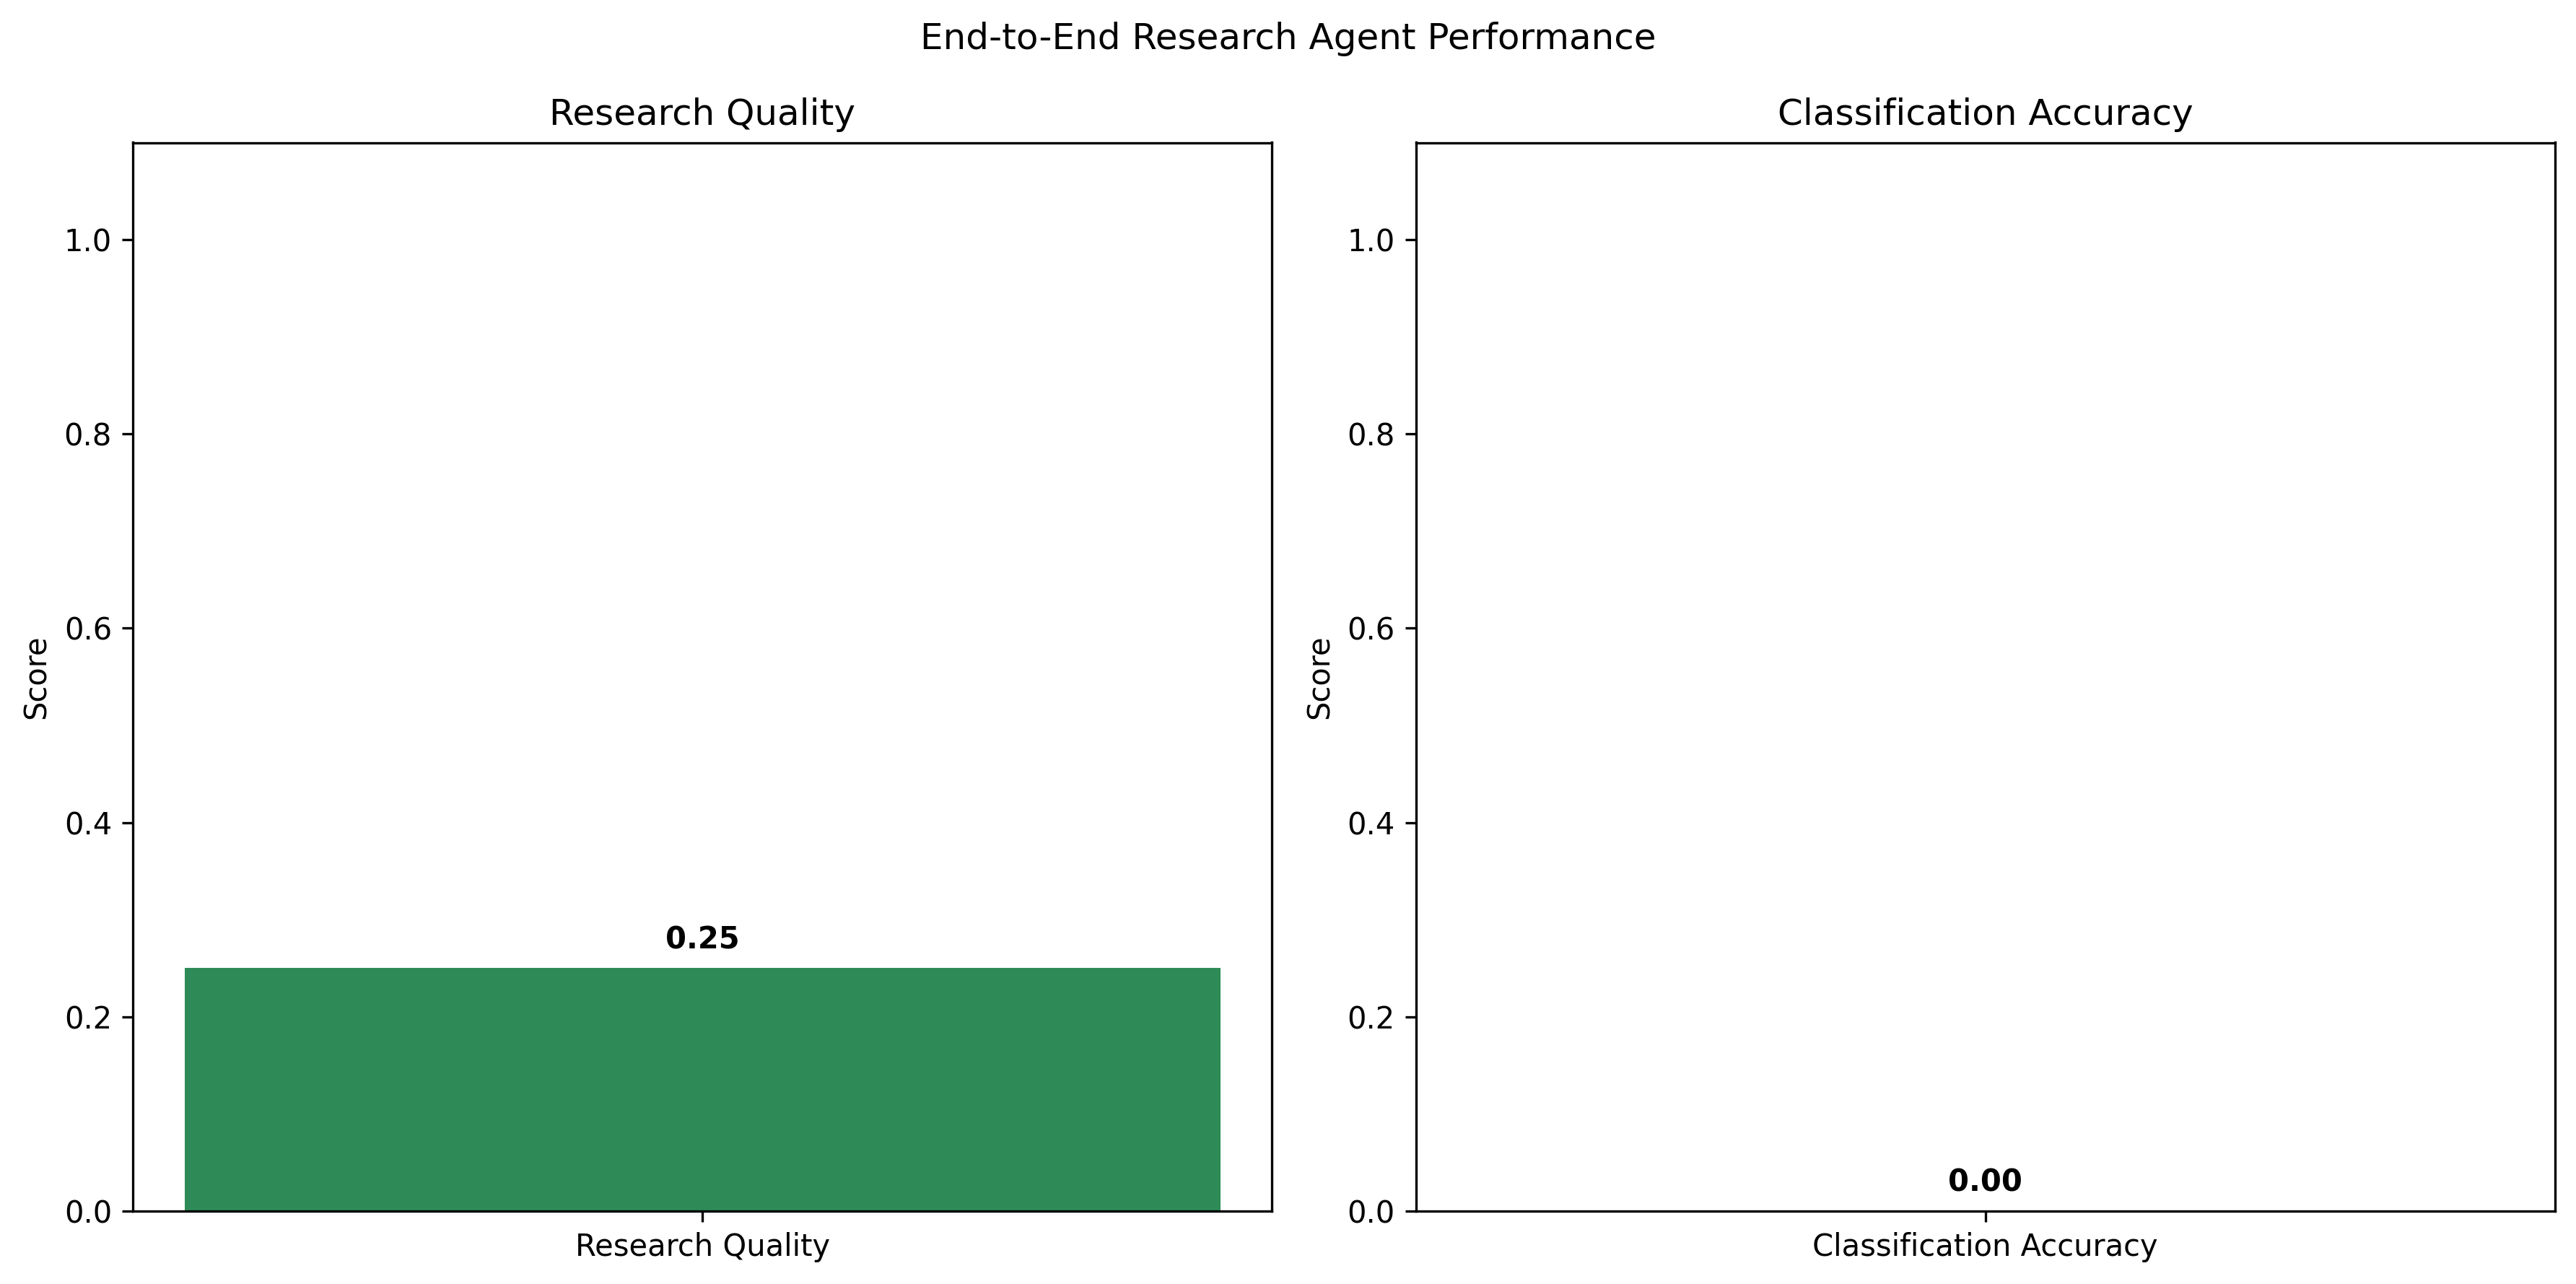 End-to-End Research Agent Performance
Research Quality
1.0
0.8
0.6
0.4
0.2
0.0
Score
0.25
Research Quality
Classification Accuracy
1.0
0.8
0.6
0.4
0.2
0.0
Score
0.00
Classification Accuracy